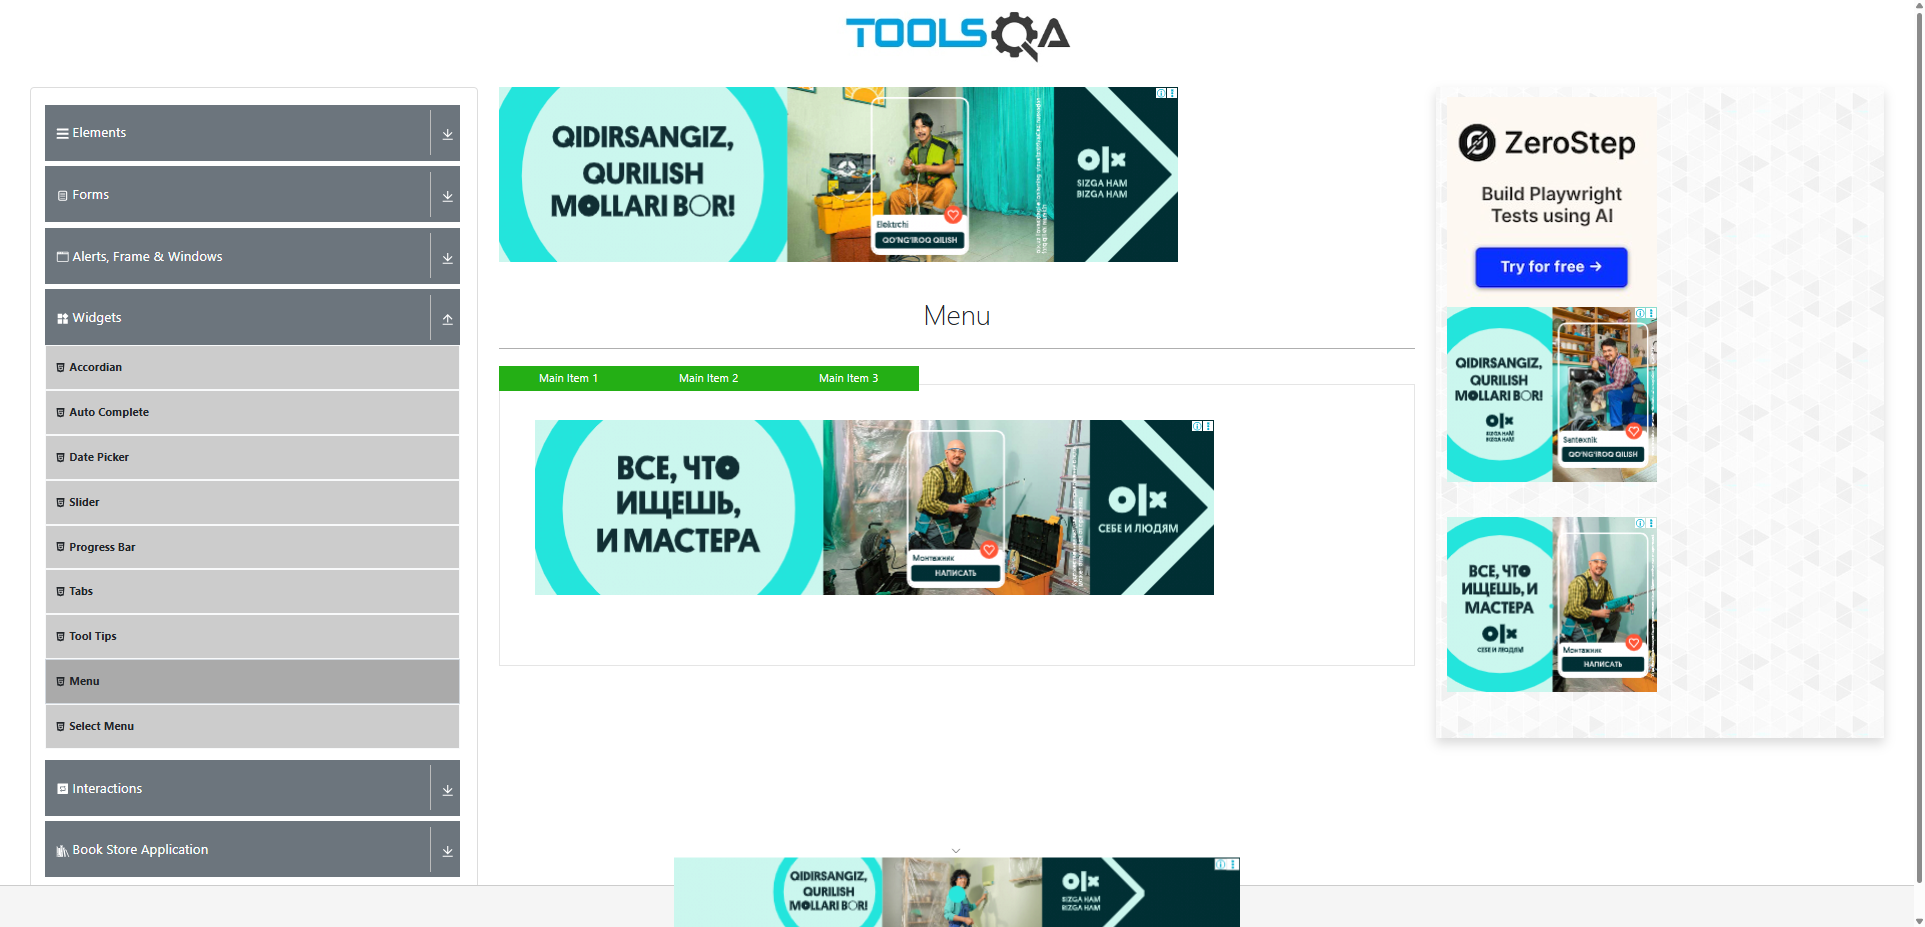 TOOLSQA
Elements
Forms
Alerts, Frame & Windows
Widgets
Accordian
Auto Complete
Date Picker
Slider
Progress Bar
Tabs
Tool Tips
Menu
Select Menu
Interactions
Book Store Application
QIDIRSANGIZ,
QURILISH
MOLLARI BOR!
Elektrchi
QO'NG'IROQ QILISH
olx
SIZGA HAM
BIZGA HAM
Menu
Main Item 1
Main Item 2
Main Item 3
ВСЕ, ЧТО
ИЩЕШЬ,
И МАСТЕРА
Монтажник
НАПИСАТЬ
olx
СЕБЕ И ЛЮДЯМ
QIDIRSANGIZ,
QURILISH
MOLLARI BOR!
olx
SIZGA HAM
BIZGA HAM
ZeroStep
Build Playwright
Tests using AI
Try for free →
QIDIRSANGIZ,
QURILISH
MOLLARI BOR!
olx
SIZGA HAM
BIZGA HAM
Santexnik
QO'NG'IROQ QILISH
ВСЕ, ЧТО
ИЩЕШЬ, И
МАСТЕРА
olx
СЕБЕ И ЛЮДЯМ
Монтажник
НАПИСАТЬ